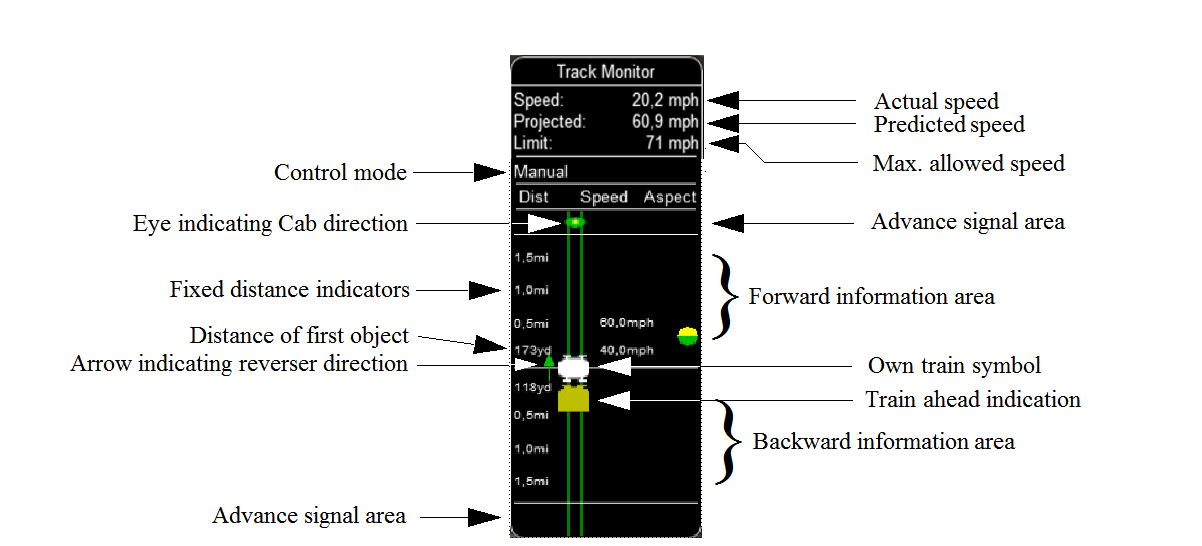 Track Monitor
Speed: 20,2 mph Actual speed
Projected: 60,9 mph Predicted speed
Limit: 71 mph Max. allowed speed
Control mode Manual
Dist Speed Aspect
Eye indicating Cab direction Advance signal area
1,5mi
Fixed distance indicators 1,0mi Forward information area
0,5mi 60,0mph
Distance of first object 173yd 40,0mph
Arrow indicating reverser direction Own train symbol
118yd Train ahead indication
0,5mi
1,0mi Backward information area
1,5mi
Advance signal area